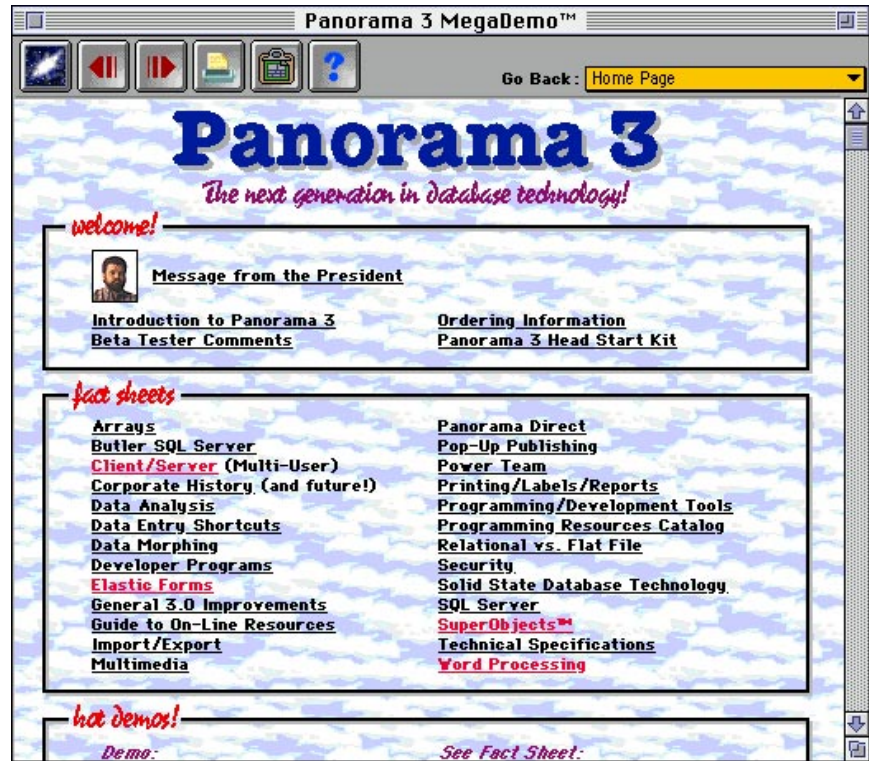 Panorama 3 MegaDemo™
Go Back: Home Page
Panorama 3
The next generation in database technology!
welcome!
Message from the President
Introduction to Panorama 3 Ordering Information
Beta Tester Comments Panorama 3 Head Start Kit
fact sheets
Arrays Panorama Direct
Butler SQL Server Pop-Up Publishing
Client/Server (Multi-User) Power Team
Corporate History (and future!) Printing/Labels/Reports
Data Analysis Programming/Development Tools
Data Entry Shortcuts Programming Resources Catalog
Data Morphing Relational vs. Flat File
Developer Programs Security
Elastic Forms Solid State Database Technology
General 3.0 Improvements SQL Server
Guide to On-Line Resources SuperObjects™
Import/Export Technical Specifications
Multimedia Word Processing
hot demos!
Demo: See Fact Sheet: